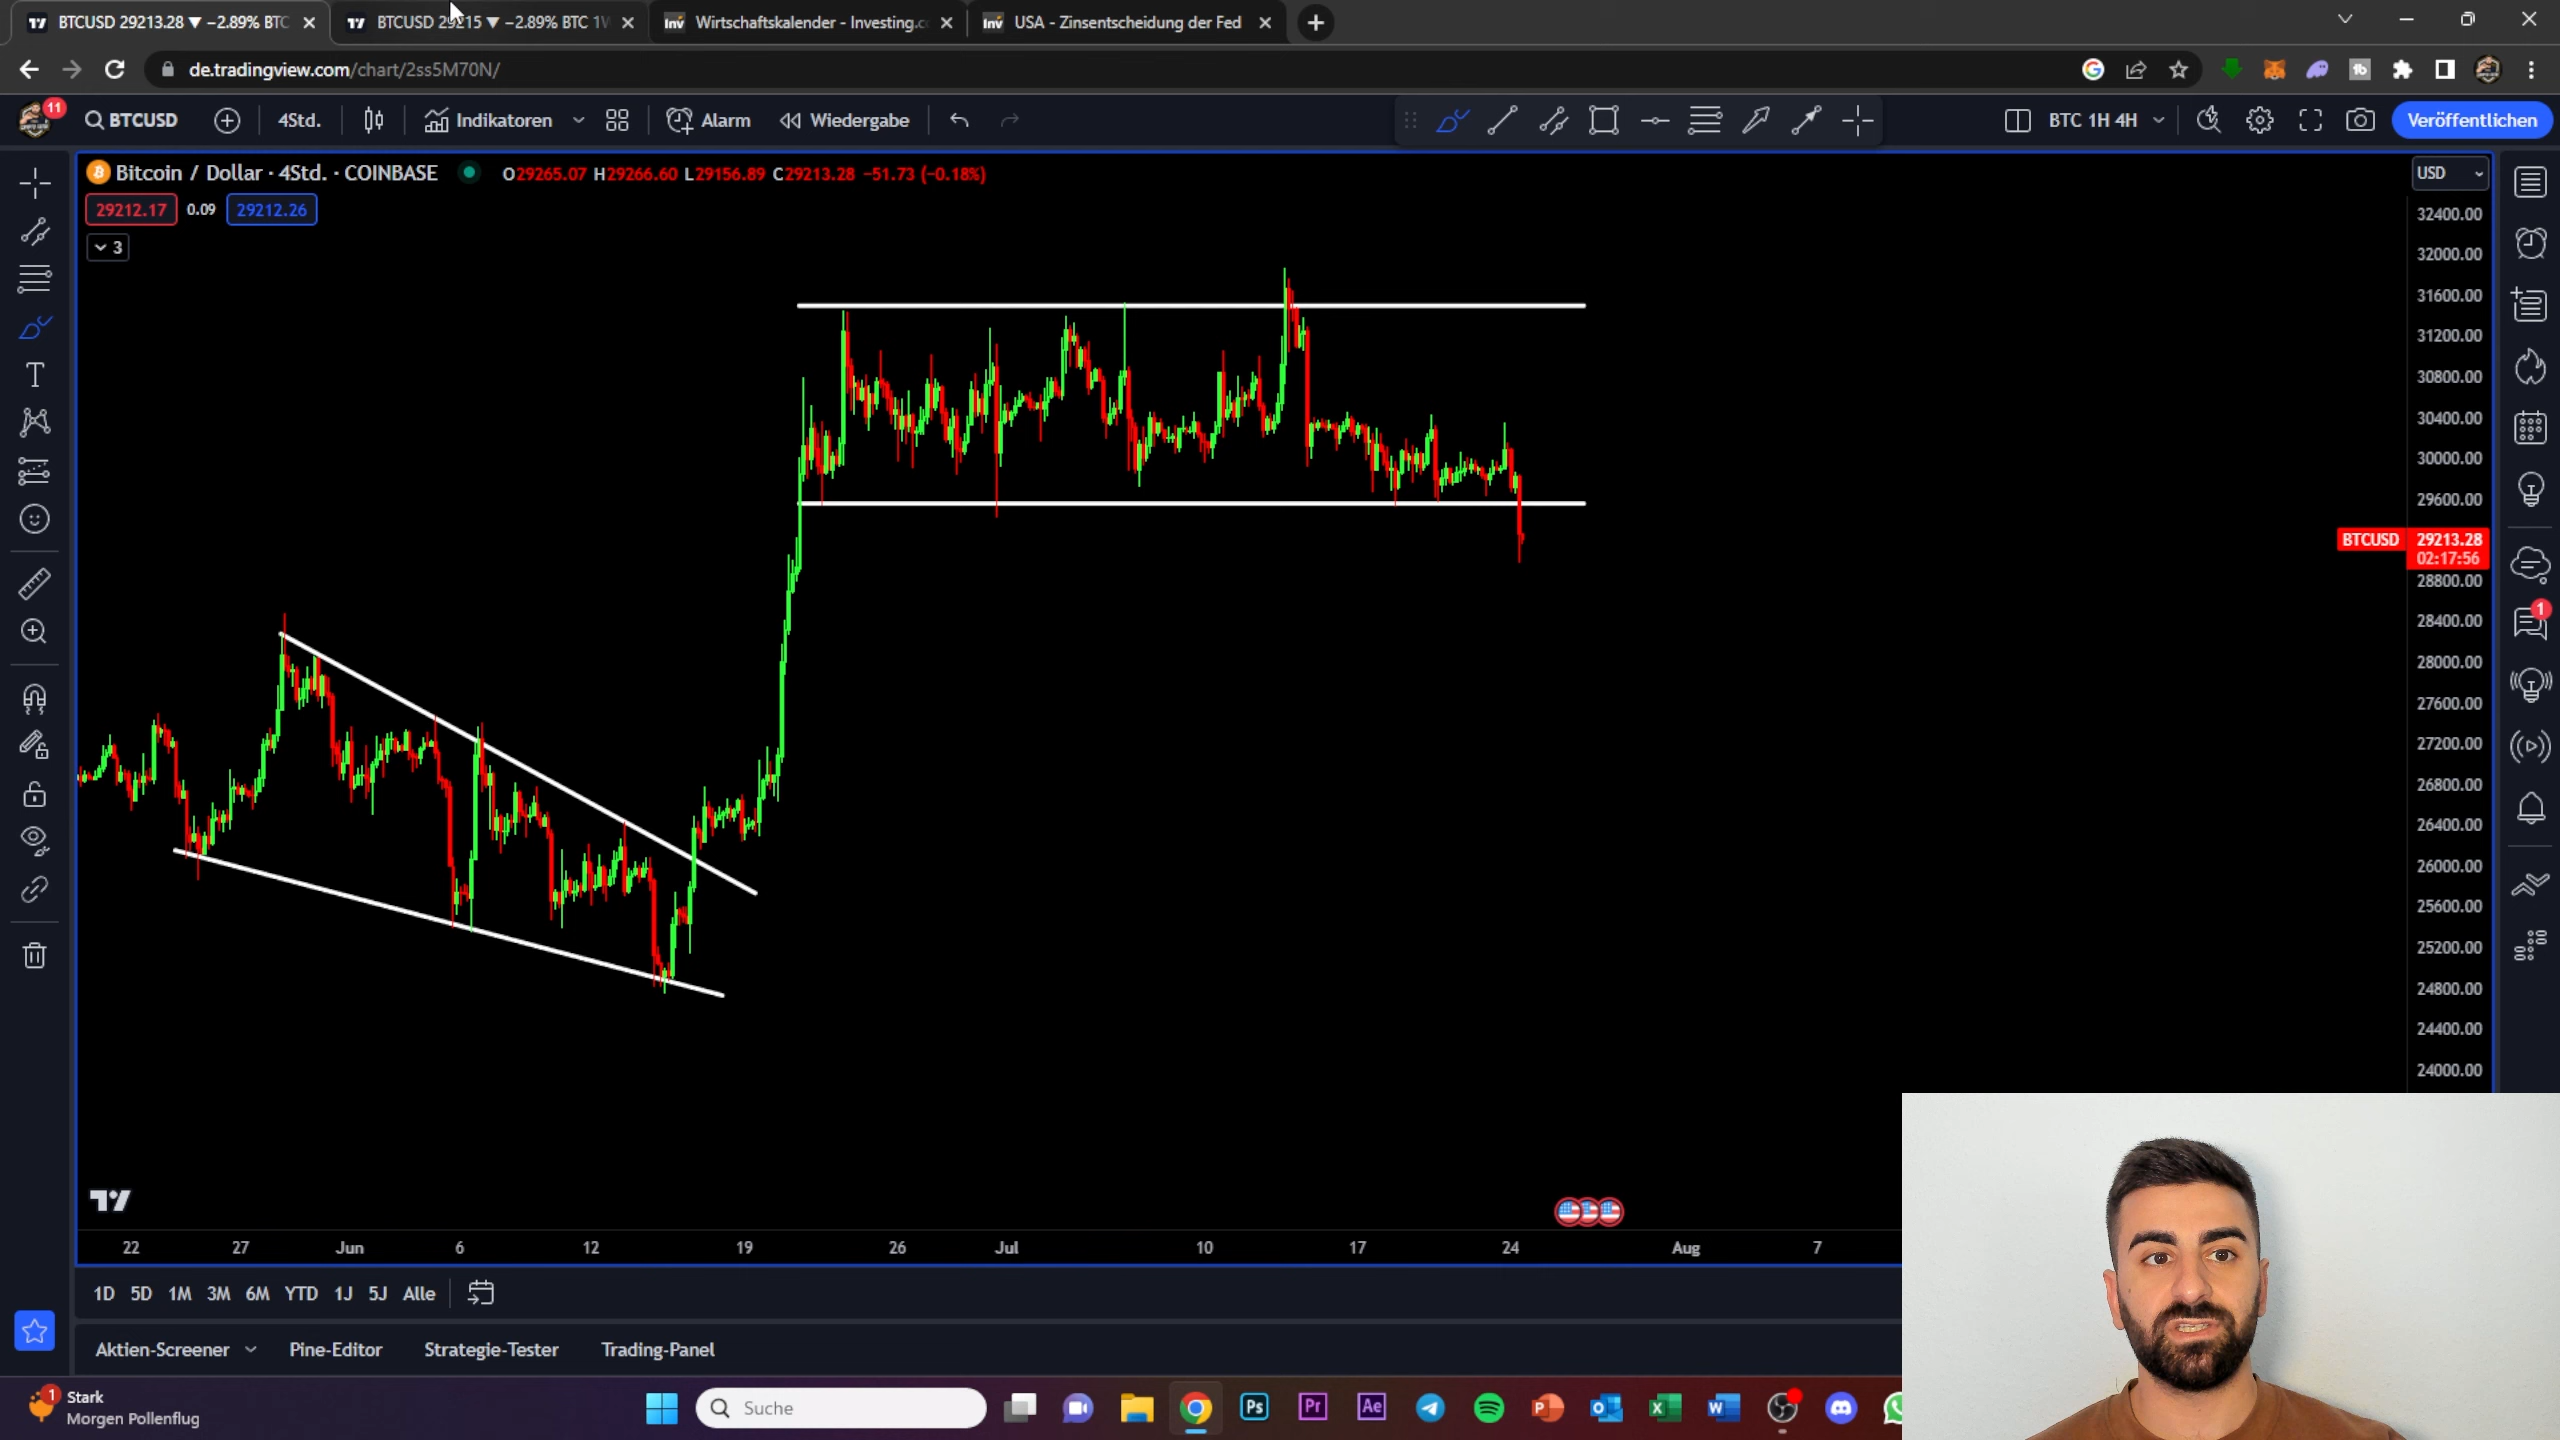 BTCUSD 29213.28 ▼ −2.89% BTC
BTCUSD 29215 ▼ −2.89% BTC 1W
Wirtschaftskalender - Investing.c
USA - Zinsentscheidung der Fed
de.tradingview.com/chart/2ss5M70N/
11
BTCUSD
4Std.
Indikatoren
Alarm
Wiedergabe
BTC 1H 4H
Veröffentlichen
Bitcoin / Dollar · 4Std. · COINBASE
O29265.07 H29266.60 L29156.89 C29213.28 −51.73 (−0.18%)
USD
29212.17 0.09 29212.26
3
32400.00
32000.00
31600.00
31200.00
30800.00
30400.00
30000.00
29600.00
BTCUSD 29213.28
02:17:56
28800.00
28400.00
28000.00
27600.00
27200.00
26800.00
26400.00
26000.00
25600.00
25200.00
24800.00
24400.00
24000.00
1
22 27 Jun 6 12 19 26 Jul 10 17 24 Aug 7
1D 5D 1M 3M 6M YTD 1J 5J Alle
Aktien-Screener Pine-Editor Strategie-Tester Trading-Panel
1
Stark
Morgen Pollenflug
Suche
Ps
Pr
Ae